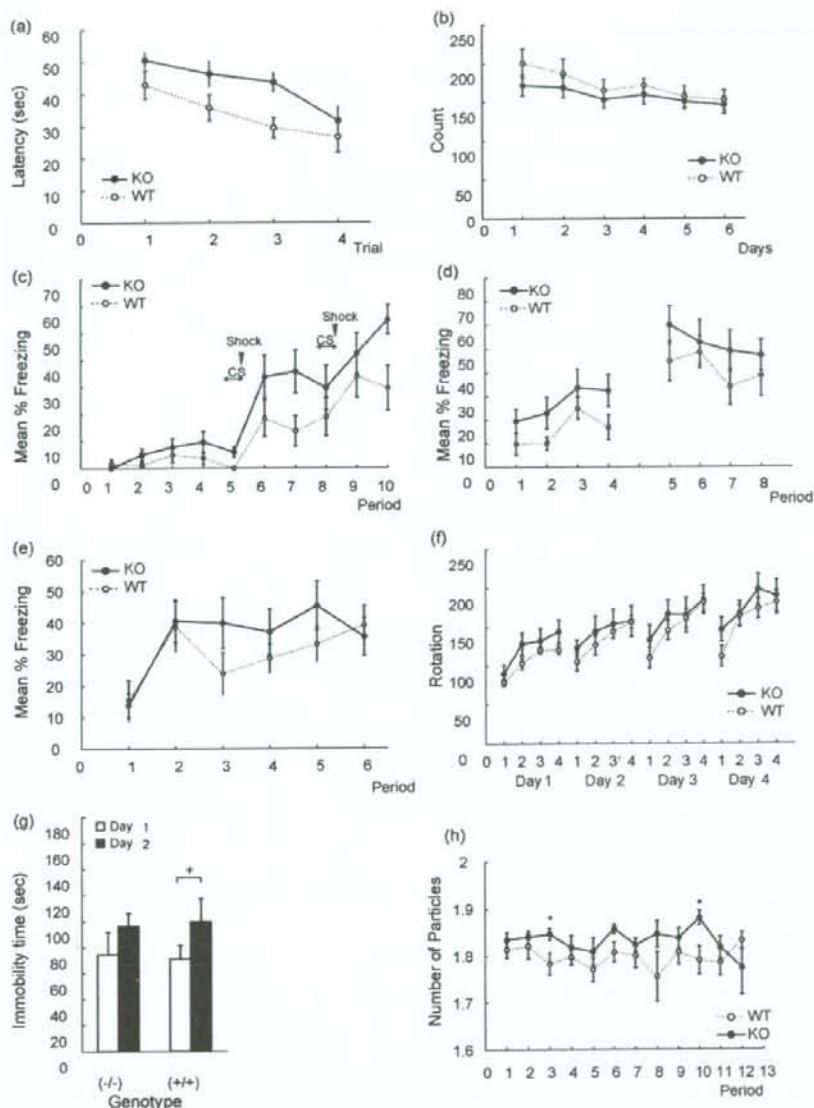 (a)
60
50
40
30
20
10
0
Latency (sec)
KO
WT
0 1 2 3 4
Trial
(b)
250
200
150
100
50
0
Count
KO
WT
0 1 2 3 4 5 6
Days
(c)
70
60
50
40
30
20
10
0
Mean % Freezing
KO
WT
Shock
CS
Shock
CS
0 1 2 3 4 5 6 7 8 9 10
Period
(d)
80
70
60
50
40
30
20
10
0
Mean % Freezing
KO
WT
0 1 2 3 4 5 6 7 8
Period
(e)
60
50
40
30
20
10
0
Mean % Freezing
KO
WT
0 1 2 3 4 5 6
Period
(f)
250
200
150
100
50
0
Rotation
KO
WT
0 1 2 3 4 1 2 3' 4 1 2 3 4 1 2 3 4
Day 1 Day 2 Day 3 Day 4
(g)
Day 1
Day 2
180
160
140
120
100
80
60
40
20
0
Immobility time (sec)
+
(-/-) (+/+)
Genotype
(h)
2
1.9
1.8
1.7
1.6
Number of Particles
* *
WT
KO
0 1 2 3 4 5 6 7 8 9 10 11 12 13
Period